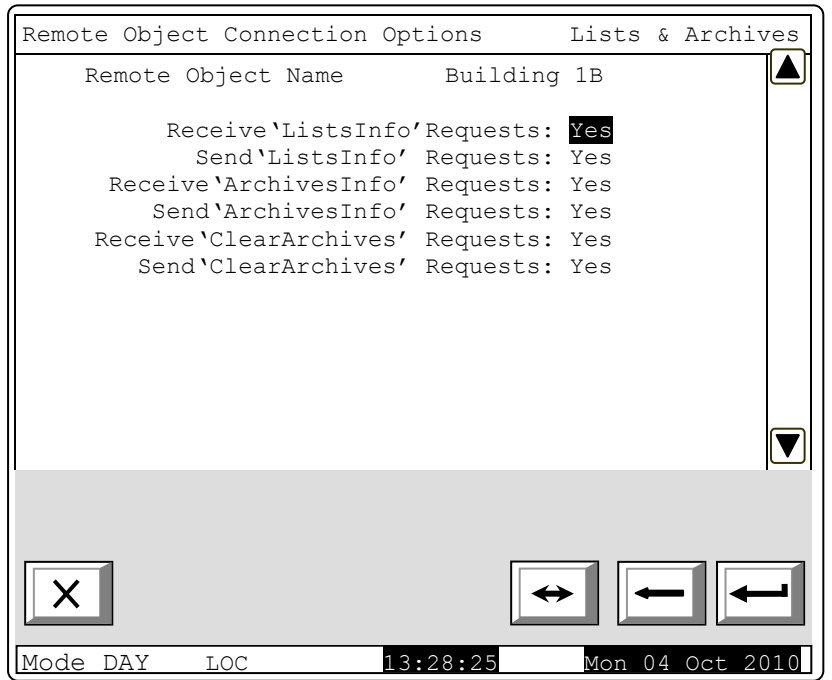 Remote Object Connection Options Lists & Archives
Remote Object Name Building 1B
Receive‘ListsInfo’Requests: Yes
Send‘ListsInfo’ Requests: Yes
Receive‘ArchivesInfo’ Requests: Yes
Send‘ArchivesInfo’ Requests: Yes
Receive‘ClearArchives’ Requests: Yes
Send‘ClearArchives’ Requests: Yes
Mode DAY LOC 13:28:25 Mon 04 Oct 2010